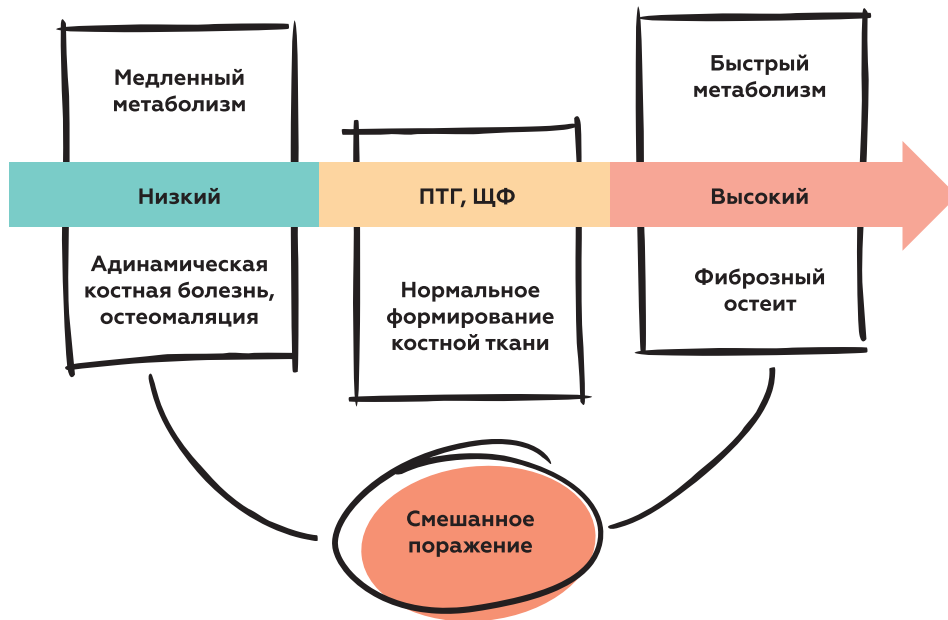 Медленный
метаболизм
Низкий
Адинамическая
костная болезнь,
остеомаляция
ПТГ, ЩФ
Нормальное
формирование
костной ткани
Быстрый
метаболизм
Высокий
Фиброзный
остеит
Смешанное
поражение